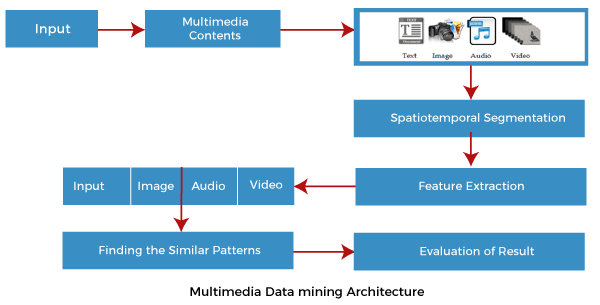 Input
Multimedia
Contents
TEXT
T
Text Image Audio Video
Spatiotemporal Segmentation
Feature Extraction
Input Image Audio Video
Finding the Similar Patterns
Evaluation of Result
Multimedia Data mining Architecture